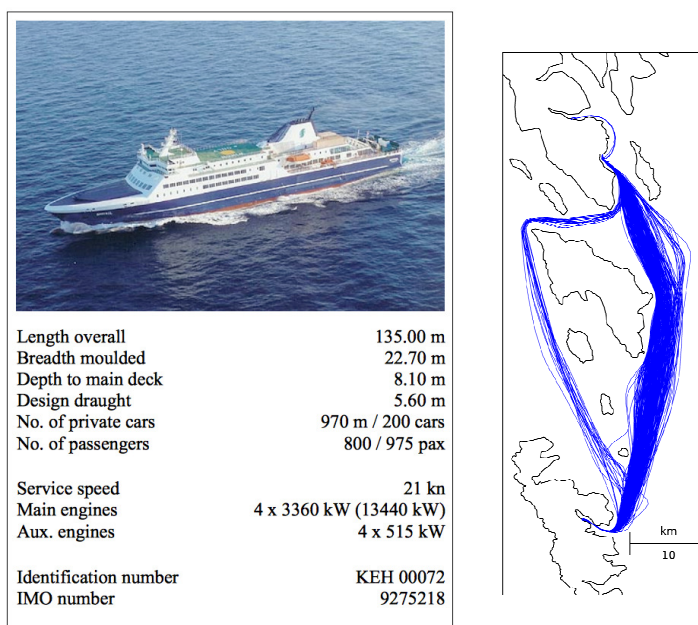 Length overall 135.00 m
Breadth moulded 22.70 m
Depth to main deck 8.10 m
Design draught 5.60 m
No. of private cars 970 m / 200 cars
No. of passengers 800 / 975 pax
Service speed 21 kn
Main engines 4 x 3360 kW (13440 kW)
Aux. engines 4 x 515 kW
Identification number KEH 00072
IMO number 9275218
km
10